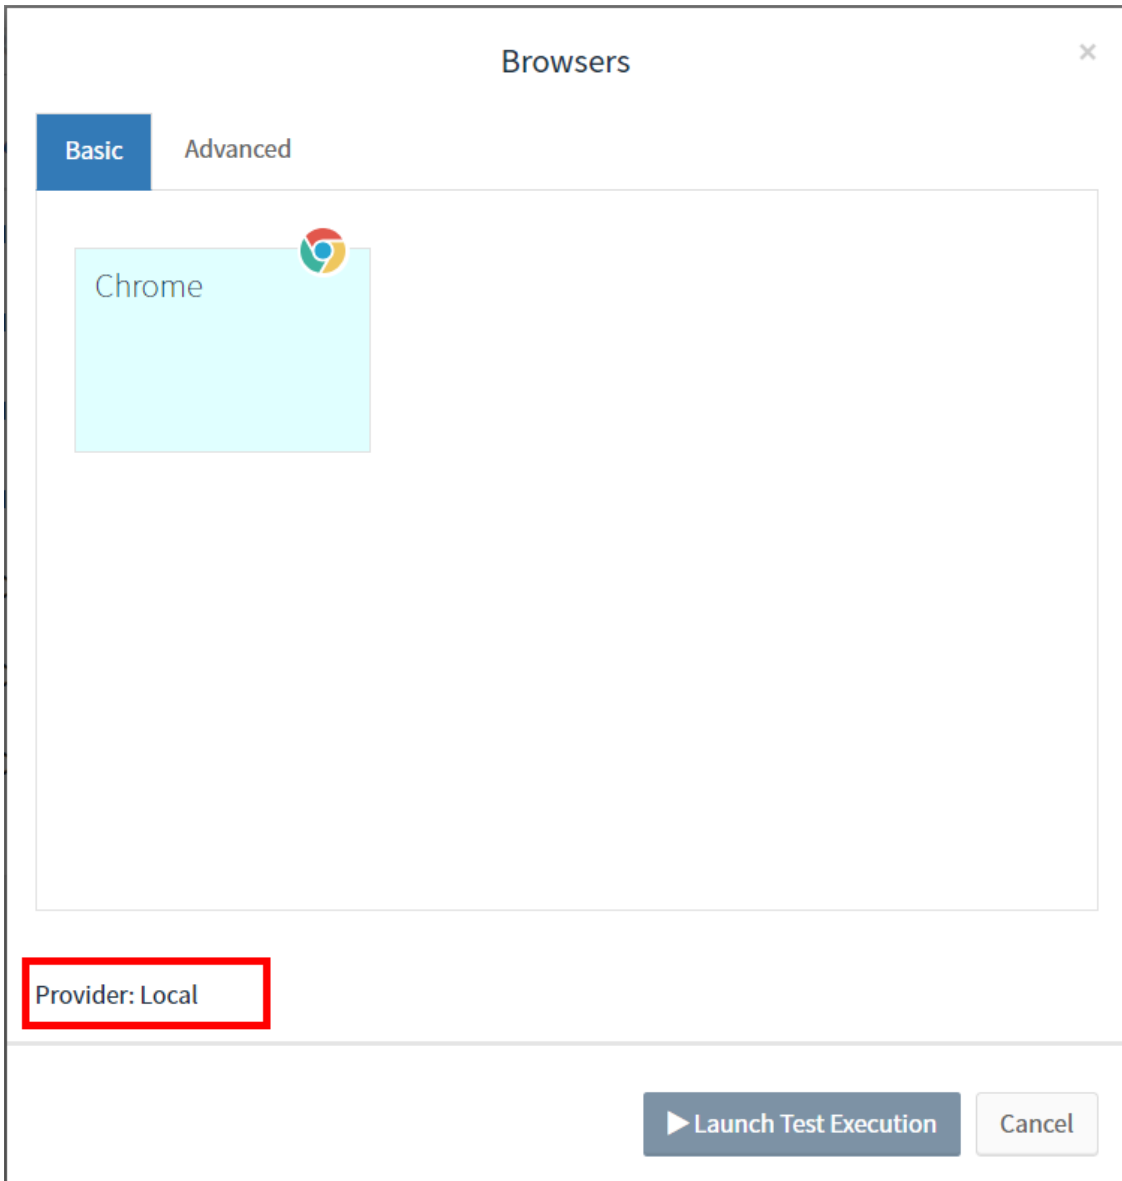 Browsers
×
Basic
Advanced
Chrome
Provider: Local
Launch Test Execution
Cancel